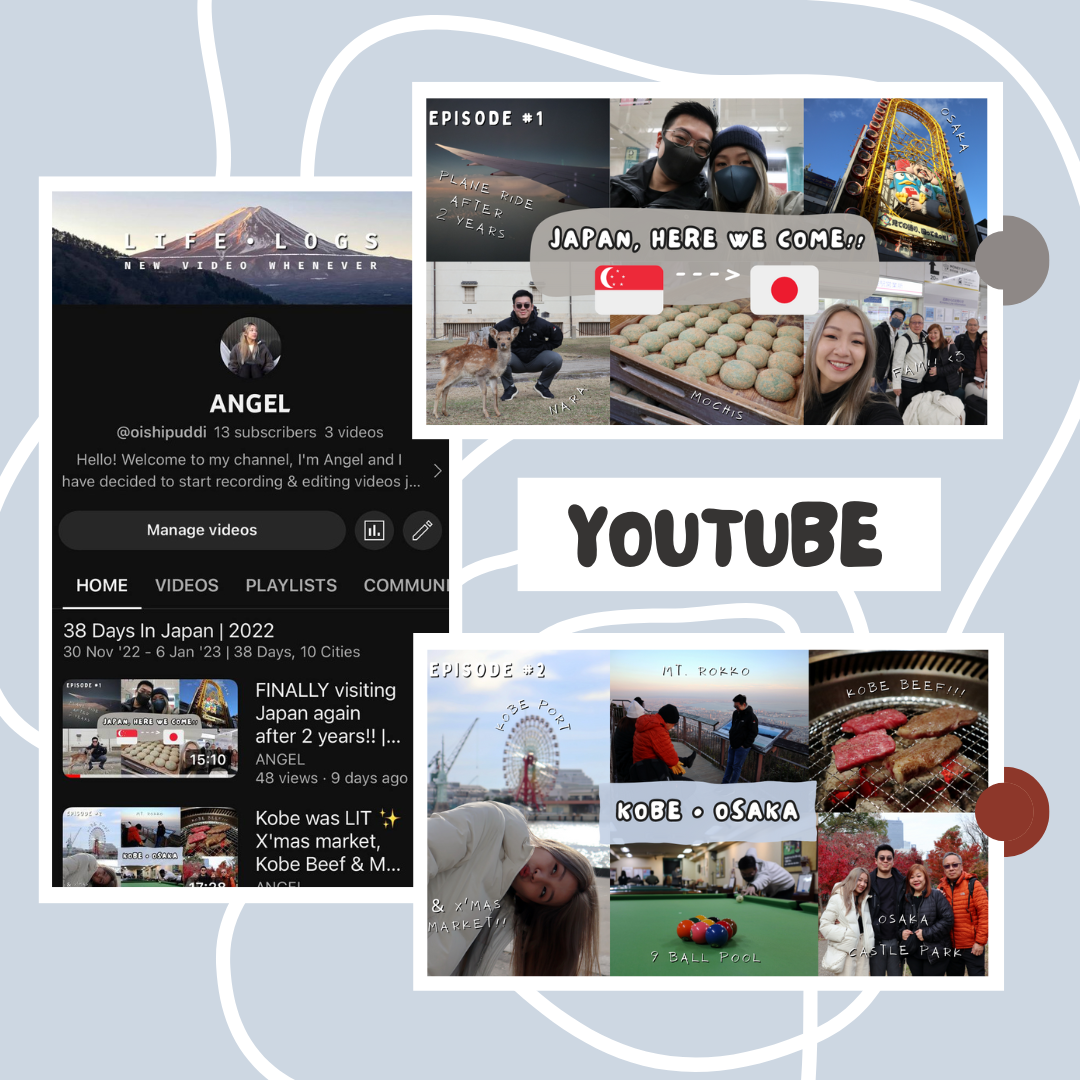 LIFE•LOGS
NEW VIDEO WHENEVER
ANGEL
@oishipuddi 13 subscribers 3 videos
Hello! Welcome to my channel, I'm Angel and I
have decided to start recording & editing videos j...
Manage videos
HOME VIDEOS PLAYLISTS COMMUNI
38 Days In Japan | 2022
30 Nov '22 - 6 Jan '23 | 38 Days, 10 Cities
EPISODE #1
JAPAN, HERE WE COME!!
15:10
FINALLY visiting
Japan again
after 2 years!! |...
ANGEL
48 views · 9 days ago
EPISODE #2
MT. ROKKO
KOBE BEEF!!!
KOBE • OSAKA
17:28
Kobe was LIT ✨
X'mas market,
Kobe Beef & M...
ANGEL
EPISODE #1
PLANE RIDE
AFTER
2 YEARS
OSAKA
JAPAN, HERE WE COME!!
--->
NARA
MOCHIS
FAMILI <3
YOUTUBE
EPISODE #2
KOBE PORT
MT. ROKKO
KOBE BEEF!!!
KOBE • OSAKA
& X'MAS
MARKET!!
9 BALL POOL
OSAKA
CASTLE PARK